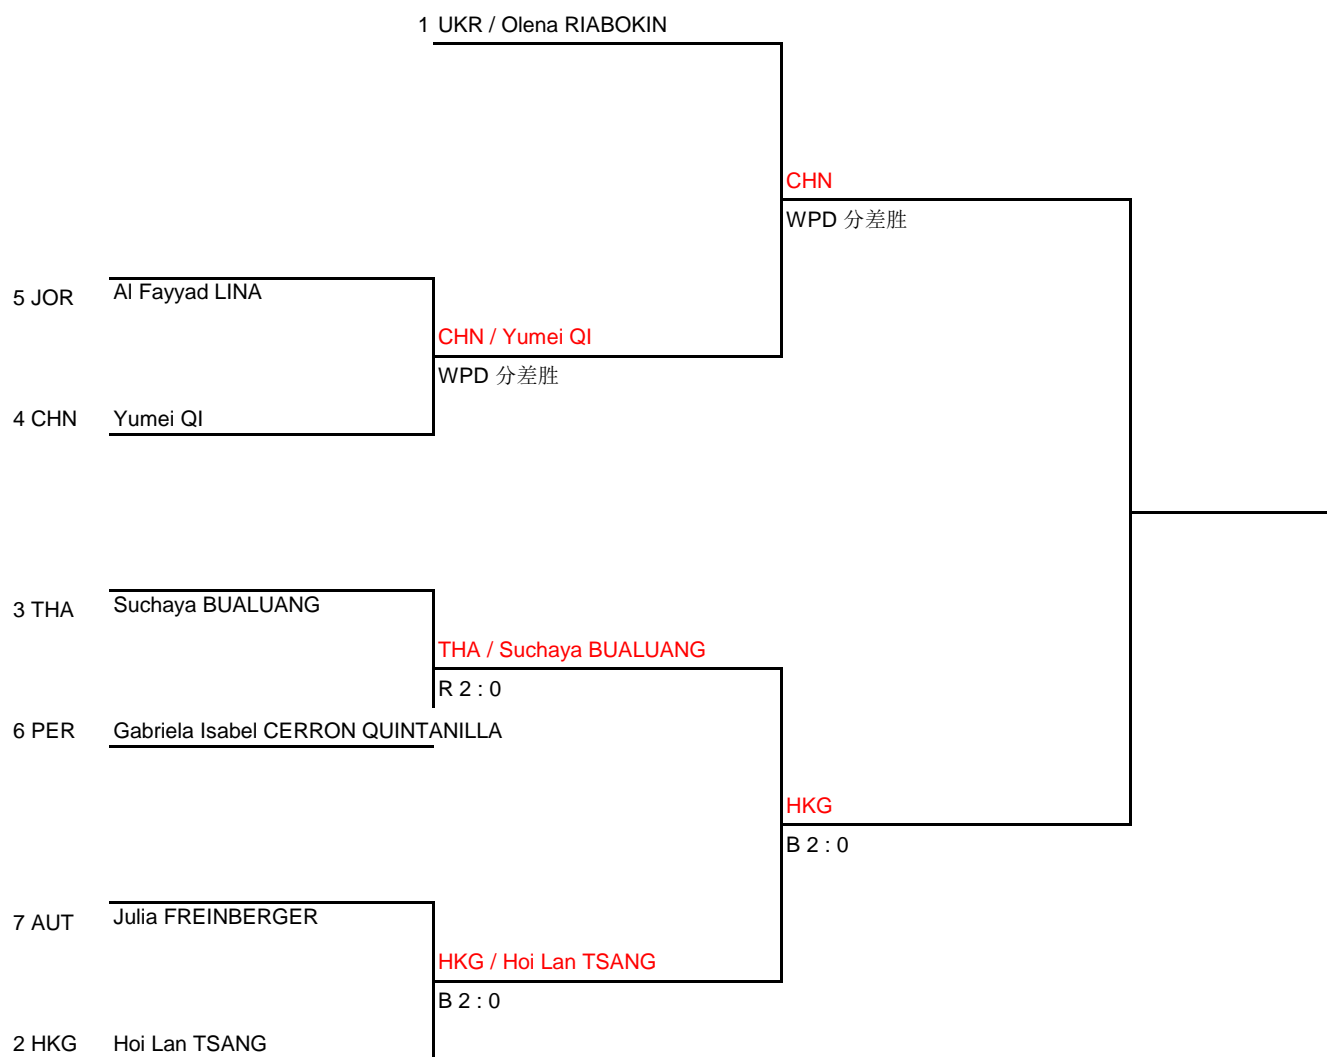 1 UKR / Olena RIABOKIN
CHN
WPD 分差胜
5 JOR Al Fayyad LINA
CHN / Yumei QI
WPD 分差胜
4 CHN Yumei QI
3 THA Suchaya BUALUANG
THA / Suchaya BUALUANG
R 2 : 0
6 PER Gabriela Isabel CERRON QUINTANILLA
HKG
B 2 : 0
7 AUT Julia FREINBERGER
HKG / Hoi Lan TSANG
B 2 : 0
2 HKG Hoi Lan TSANG